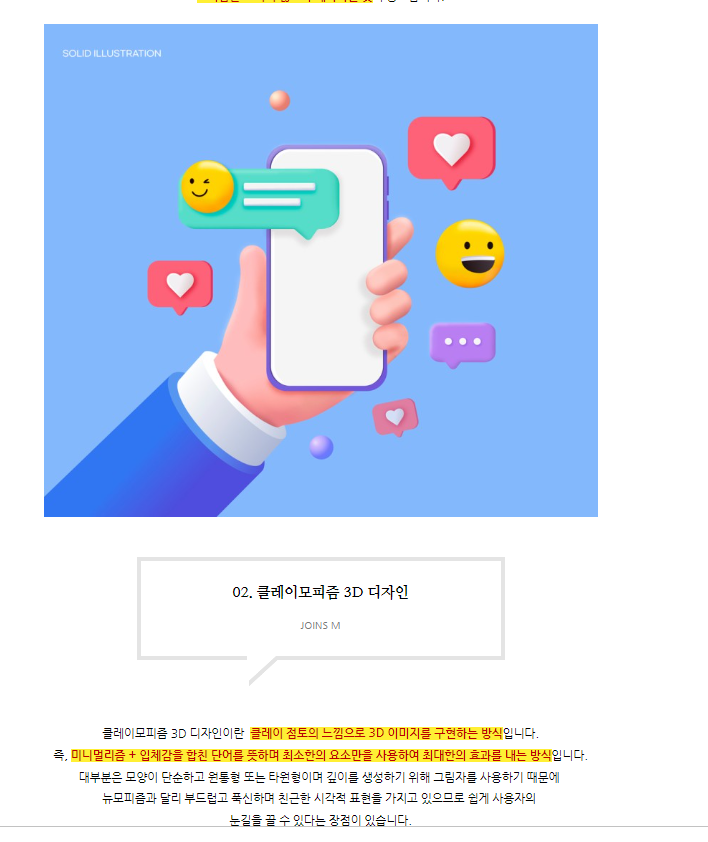 SOLID ILLUSTRATION
02. 클레이모피즘 3D 디자인
JOINS M
클레이모피즘 3D 디자인이란 클레이 점토의 느낌으로 3D 이미지를 구현하는 방식입니다.
즉, 미니멀리즘 + 입체감을 합친 단어를 뜻하며 최소한의 요소만을 사용하여 최대한의 효과를 내는 방식입니다.
대부분은 모양이 단순하고 원통형 또는 타원형이며 깊이를 생성하기 위해 그림자를 사용하기 때문에
뉴모피즘과 달리 부드럽고 푹신하며 친근한 시각적 표현을 가지고 있으므로 쉽게 사용자의
눈길을 끌 수 있다는 장점이 있습니다.